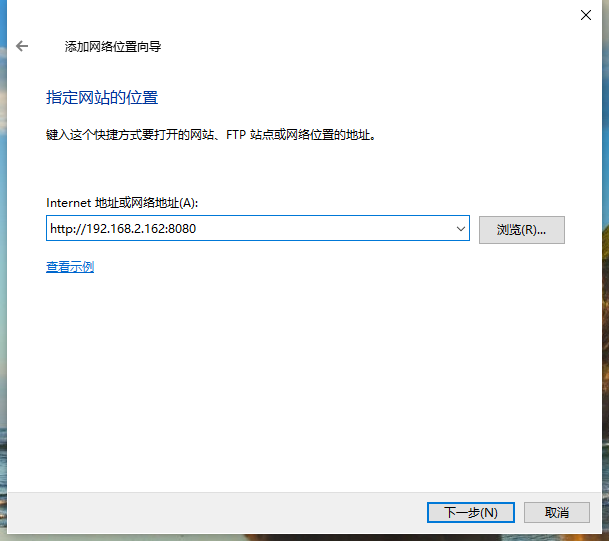 添加网络位置向导
指定网站的位置
键入这个快捷方式要打开的网站、FTP 站点或网络位置的地址。
Internet 地址或网络地址(A):
http://192.168.2.162:8080
浏览(R)...
查看示例
下一步(N)
取消